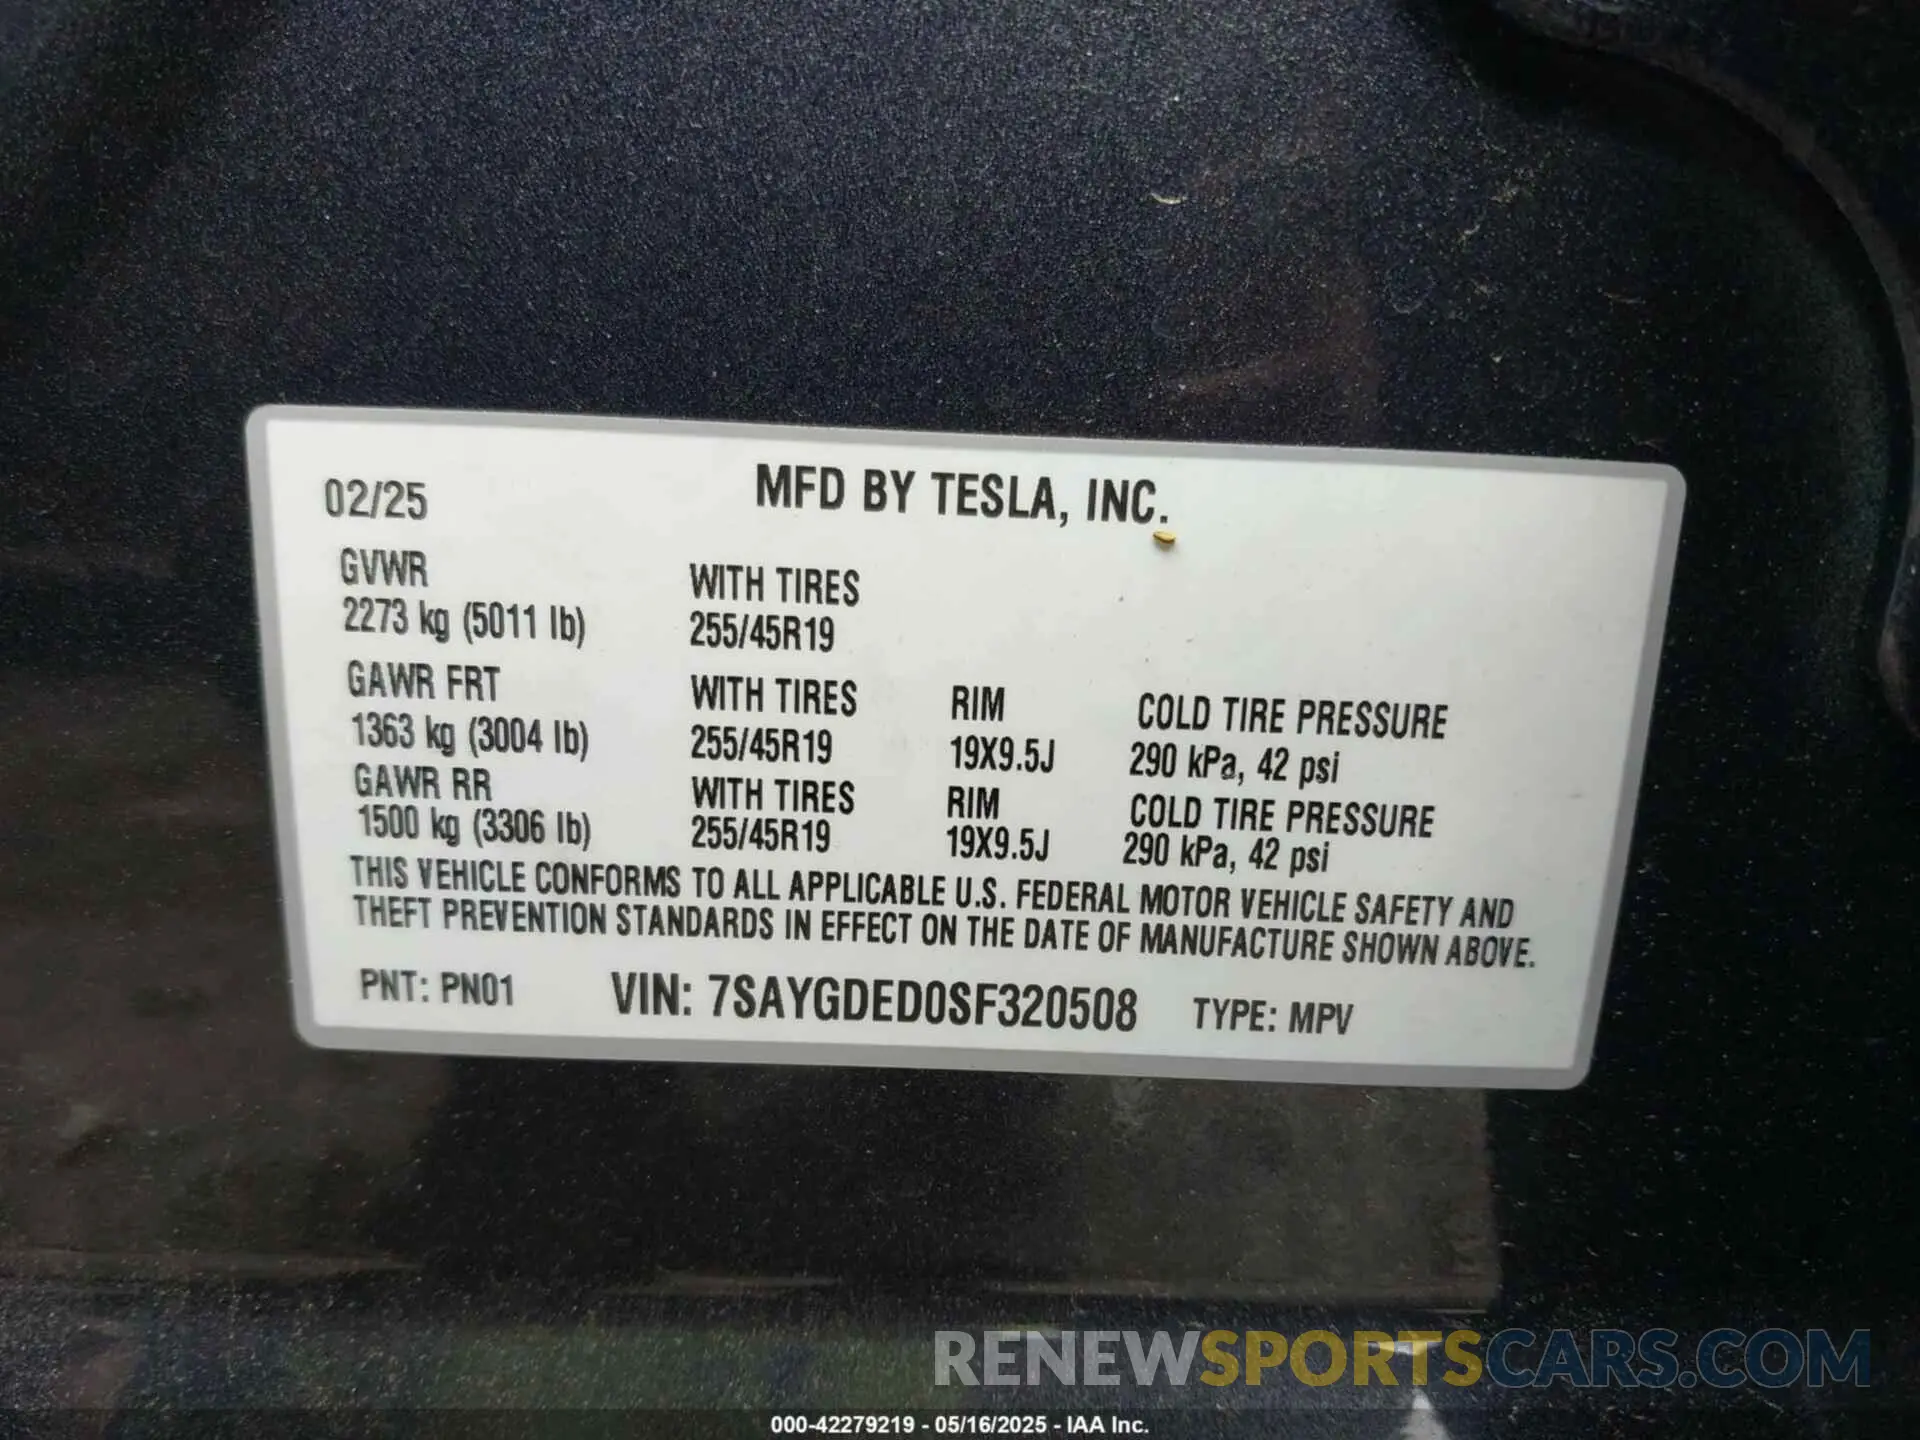 02/25 MFD BY TESLA, INC.
GVWR WITH TIRES
2273 kg (5011 lb) 255/45R19
GAWR FRT WITH TIRES RIM COLD TIRE PRESSURE
1363 kg (3004 lb) 255/45R19 19X9.5J 290 kPa, 42 psi
GAWR RR WITH TIRES RIM COLD TIRE PRESSURE
1500 kg (3306 lb) 255/45R19 19X9.5J 290 kPa, 42 psi
THIS VEHICLE CONFORMS TO ALL APPLICABLE U.S. FEDERAL MOTOR VEHICLE SAFETY AND
THEFT PREVENTION STANDARDS IN EFFECT ON THE DATE OF MANUFACTURE SHOWN ABOVE.
PNT: PN01 VIN: 7SAYGDED0SF320508 TYPE: MPV
RENEWSPORTSCARS.COM
000-42279219 - 05/16/2025 - IAA Inc.